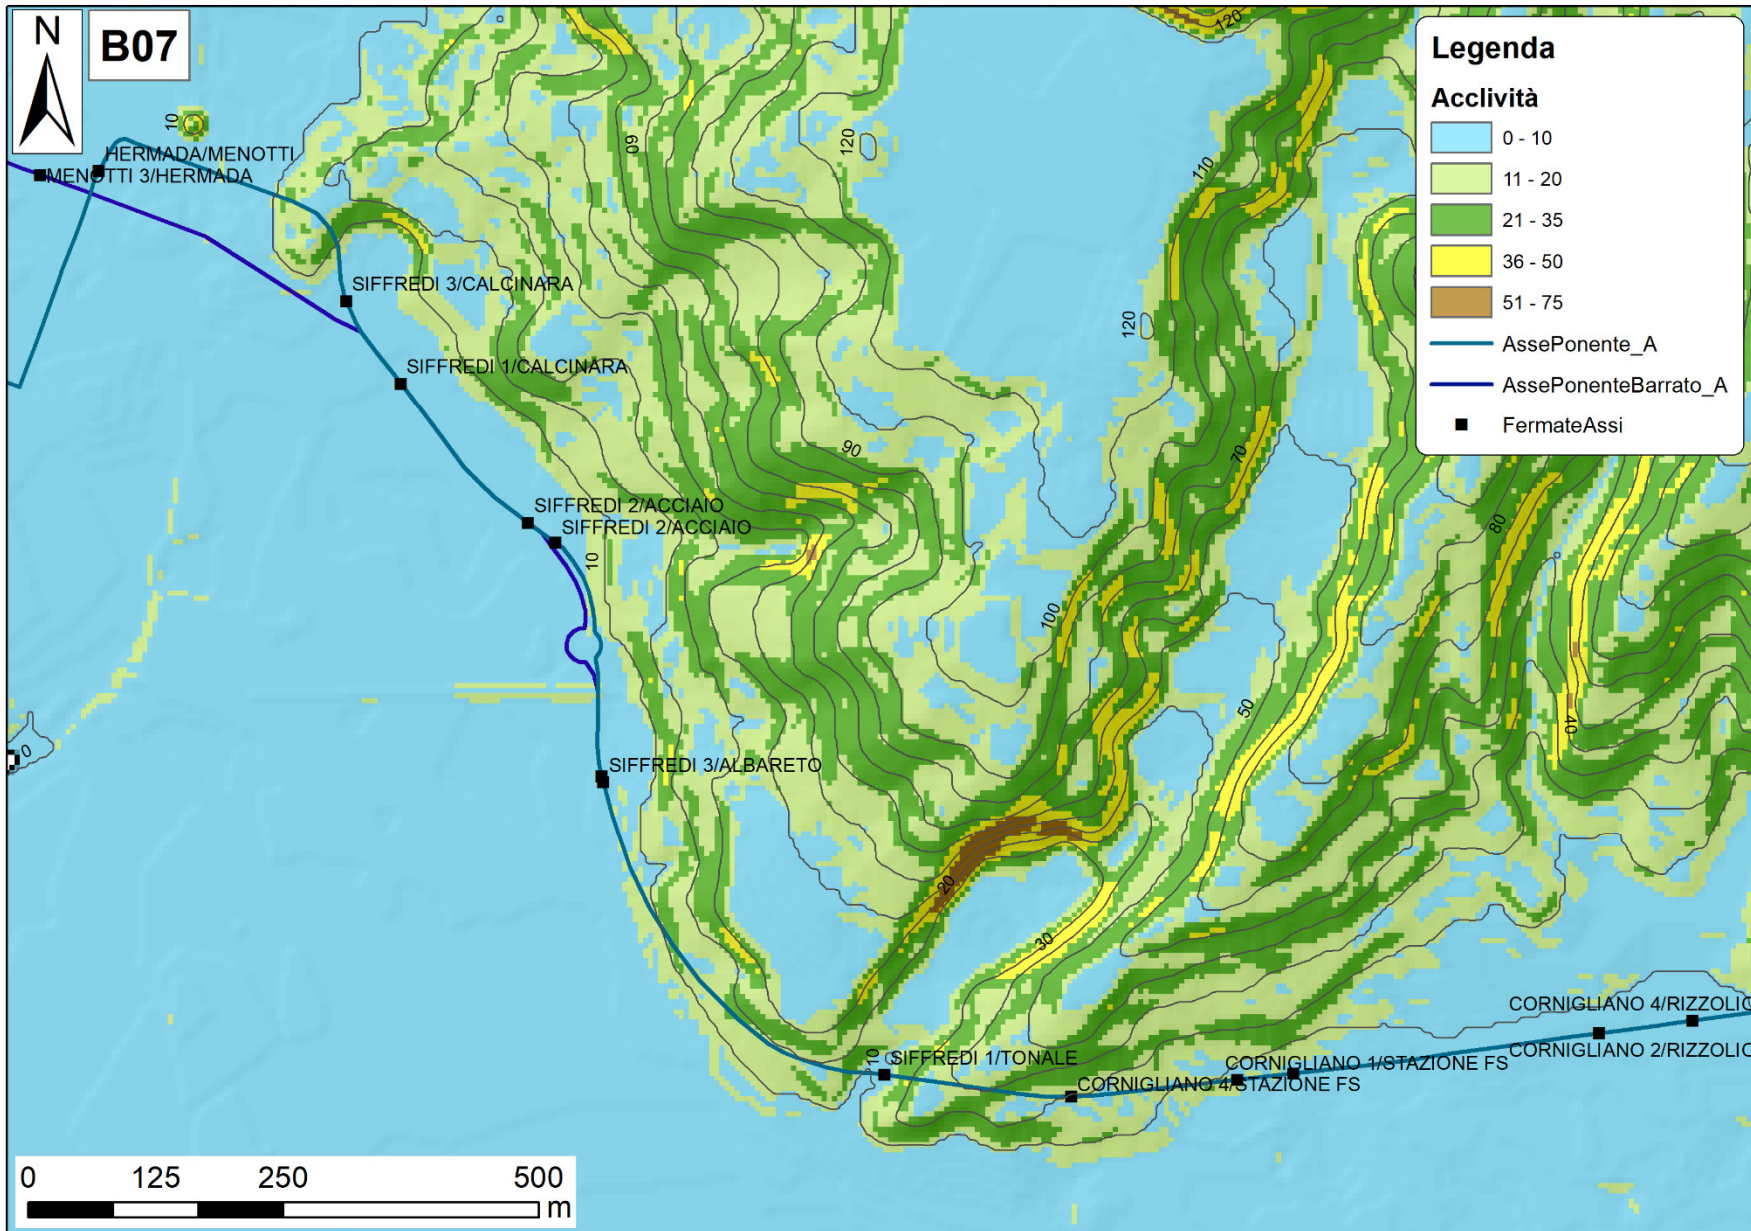 N
B07
120
Legenda
Acclività
0 - 10
11 - 20
21 - 35
36 - 50
51 - 75
AssePonente_A
AssePonenteBarrato_A
FermateAssi
10
60
120
110
HERMADA/MENOTTI
MENOTTI 3/HERMADA
SIFFREDI 3/CALCINARA
120
SIFFREDI 1/CALCINARA
90
70
SIFFREDI 2/ACCIAIO
SIFFREDI 2/ACCIAIO
80
10
100
50
40
0
SIFFREDI 3/ALBARETO
20
30
CORNIGLIANO 4/RIZZOLIO
10
SIFFREDI 1/TONALE
CORNIGLIANO 2/RIZZOLIO
CORNIGLIANO 1/STAZIONE FS
CORNIGLIANO 4/STAZIONE FS
0 125 250 500
m